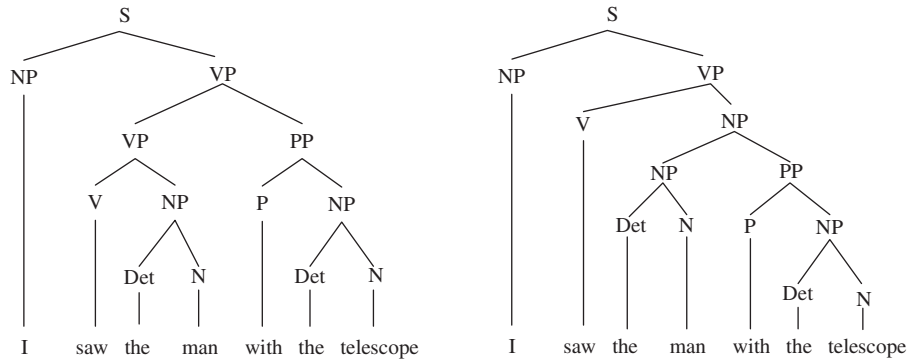 S S
NP VP NP VP
V NP
VP PP
NP PP
V NP P NP
Det N P NP
Det N Det N
Det N
I saw the man with the telescope I saw the man with the telescope